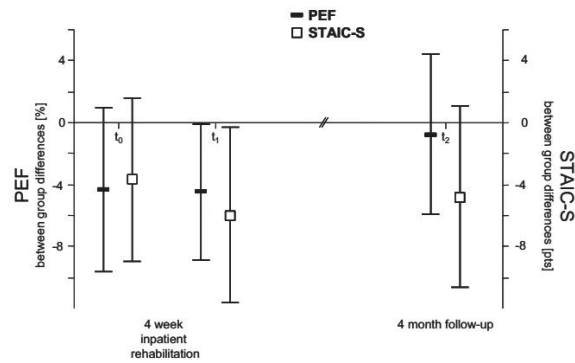 PEF
STAIC-S
4
0
-4
-8
PEF
between group differences [%]
t0
t1
//
t2
4
0
-4
-8
STAIC-S
between group differences [pts]
4 week
inpatient
rehabilitation
4 month follow-up